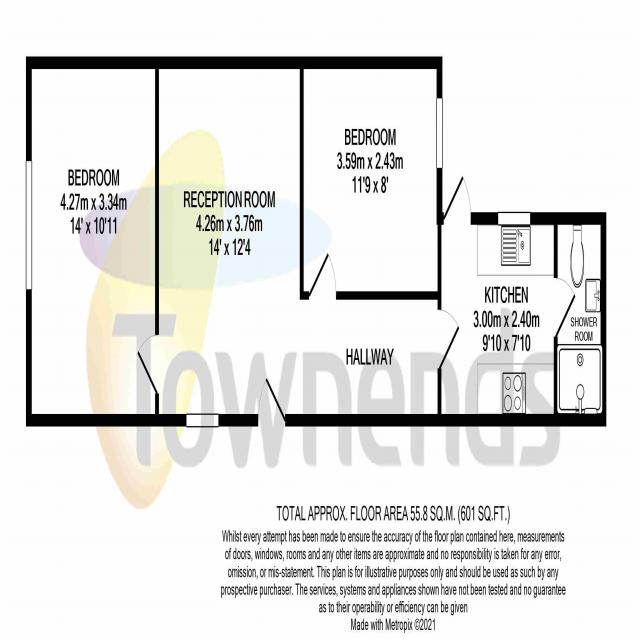 BEDROOM
4.27m x 3.34m
14' x 10'11
RECEPTION ROOM
4.26m x 3.76m
14' x 12'4
BEDROOM
3.59m x 2.43m
11'9 x 8'
KITCHEN
3.00m x 2.40m
9'10 x 7'10
SHOWER
ROOM
HALLWAY
Townends
TOTAL APPROX. FLOOR AREA 55.8 SQ.M. (601 SQ.FT.)
Whilst every attempt has been made to ensure the accuracy of the floor plan contained here, measurements
of doors, windows, rooms and any other items are approximate and no responsibility is taken for any error,
omission, or mis-statement. This plan is for illustrative purposes only and should be used as such by any
prospective purchaser. The services, systems and appliances shown have not been tested and no guarantee
as to their operability or efficiency can be given
Made with Metropix ©2021